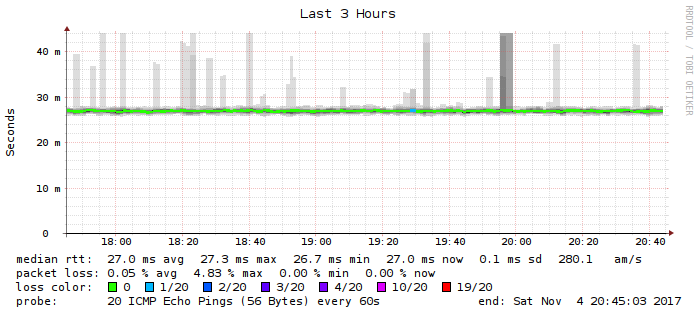 Last 3 Hours
RRDTOOL / TOBI OETIKER
Seconds
40 m
30 m
20 m
10 m
0
18:00 18:20 18:40 19:00 19:20 19:40 20:00 20:20 20:40
median rtt: 27.0 ms avg 27.3 ms max 26.7 ms min 27.0 ms now 0.1 ms sd 280.1 am/s
packet loss: 0.05 % avg 4.83 % max 0.00 % min 0.00 % now
loss color: 0 1/20 2/20 3/20 4/20 10/20 19/20
probe: 20 ICMP Echo Pings (56 Bytes) every 60s end: Sat Nov 4 20:45:03 2017